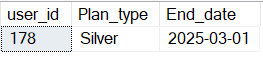 user_id Plan_type End_date
178 Silver 2025-03-01